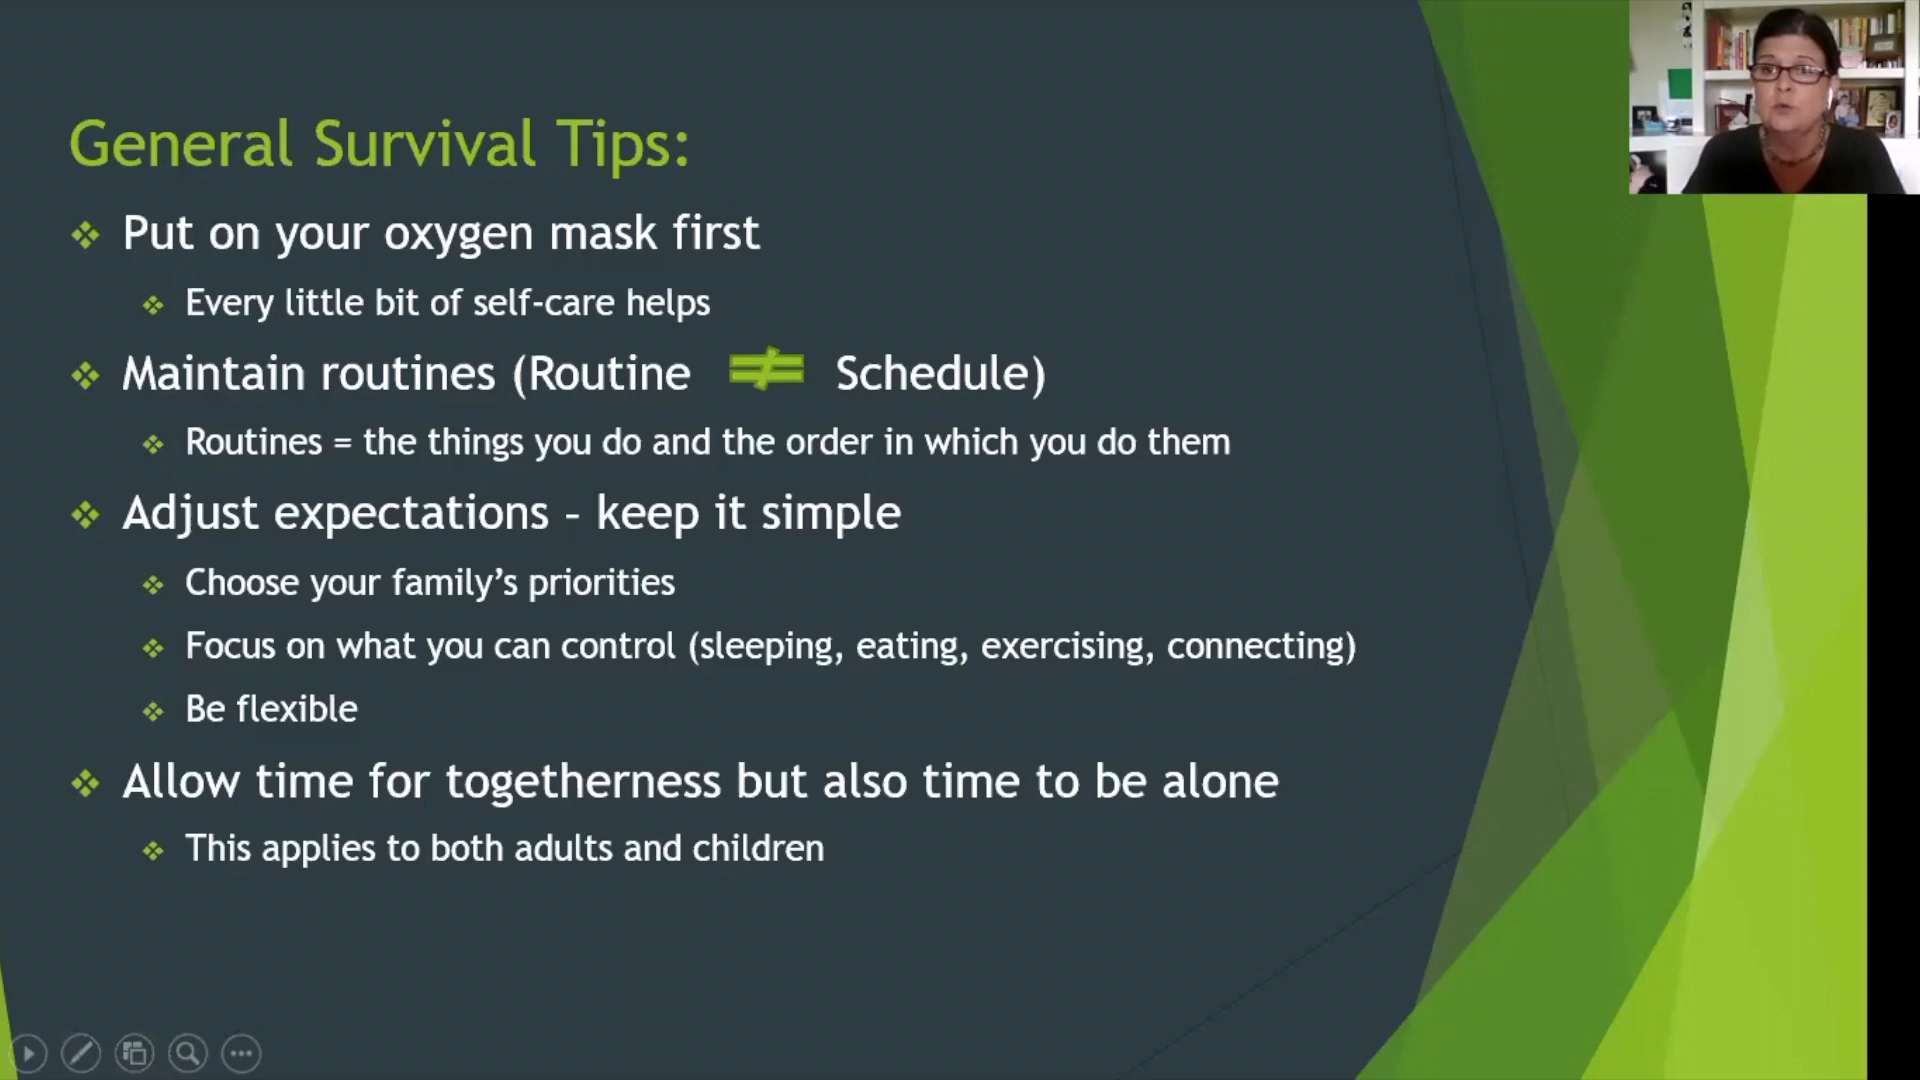 General Survival Tips:
Put on your oxygen mask first
Every little bit of self-care helps
Maintain routines (Routine ≠ Schedule)
Routines = the things you do and the order in which you do them
Adjust expectations – keep it simple
Choose your family’s priorities
Focus on what you can control (sleeping, eating, exercising, connecting)
Be flexible
Allow time for togetherness but also time to be alone
This applies to both adults and children